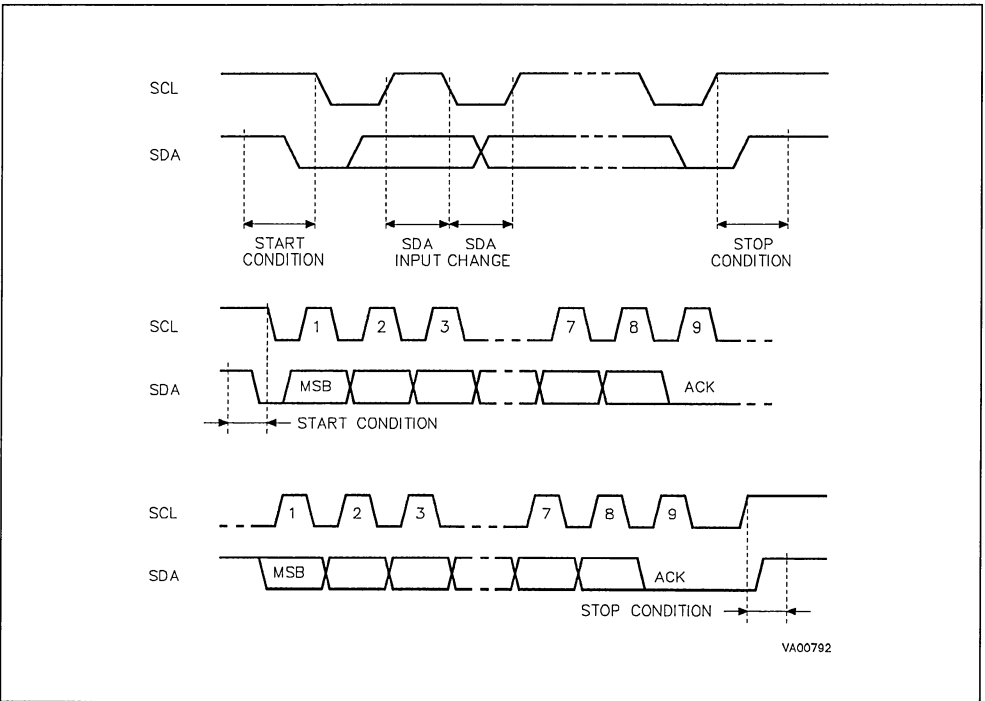 SCL
SDA
START
CONDITION
SDA
INPUT
SDA
CHANGE
STOP
CONDITION
SCL
1
2
3
7
8
9
SDA
MSB
ACK
START CONDITION
SCL
1
2
3
7
8
9
SDA
MSB
ACK
STOP CONDITION
VA00792